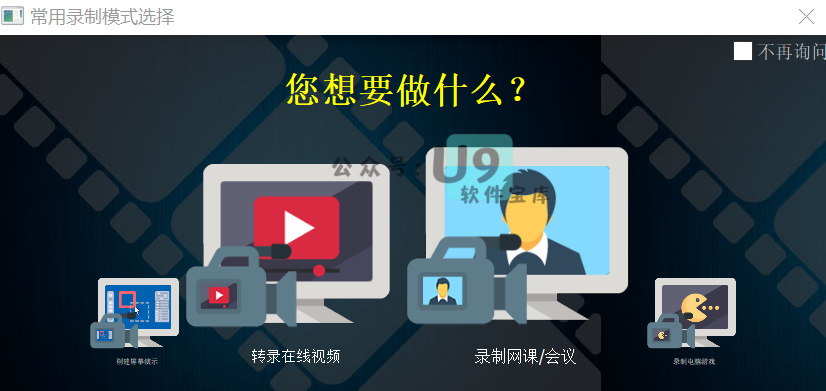 常用录制模式选择
不再询问
您想要做什么?
公众号:U9
软件宝库
创建屏幕演示
转录在线视频
录制网课/会议
录制电脑游戏